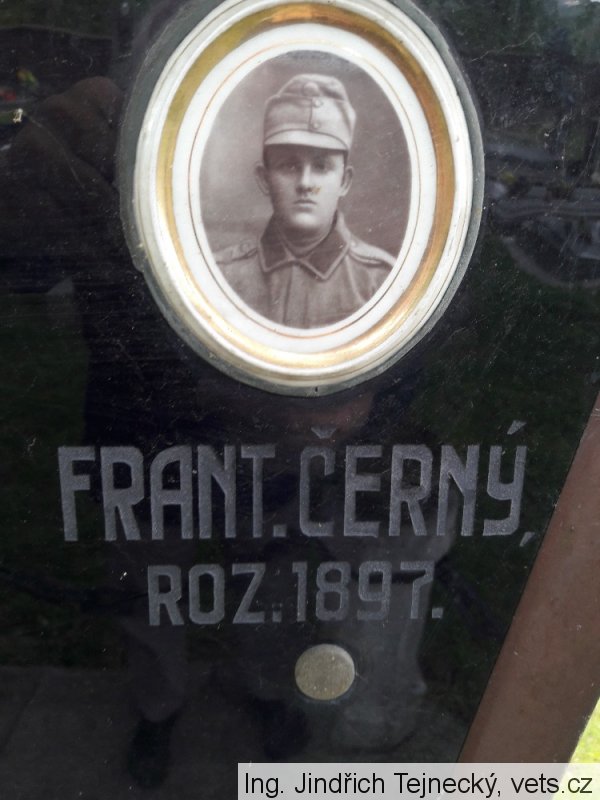 FRANT. ČERNÝ,
ROZ. 1897.
Ing. Jindřich Tejnecký, vets.cz